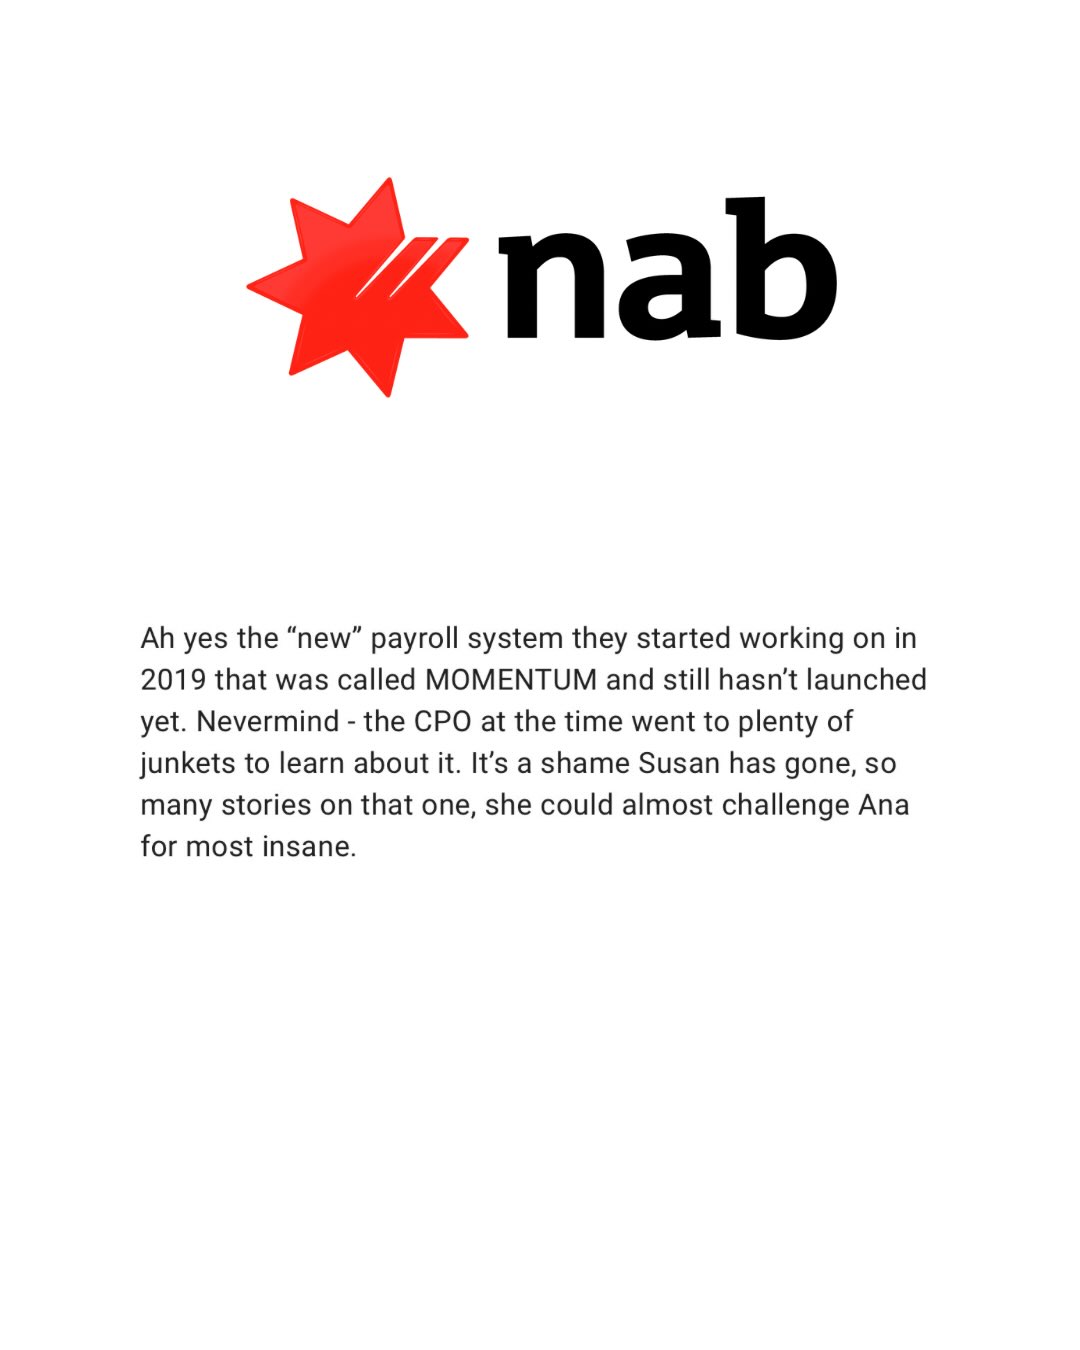 nab
Ah yes the “new” payroll system they started working on in
2019 that was called MOMENTUM and still hasn’t launched
yet. Nevermind - the CPO at the time went to plenty of
junkets to learn about it. It’s a shame Susan has gone, so
many stories on that one, she could almost challenge Ana
for most insane.